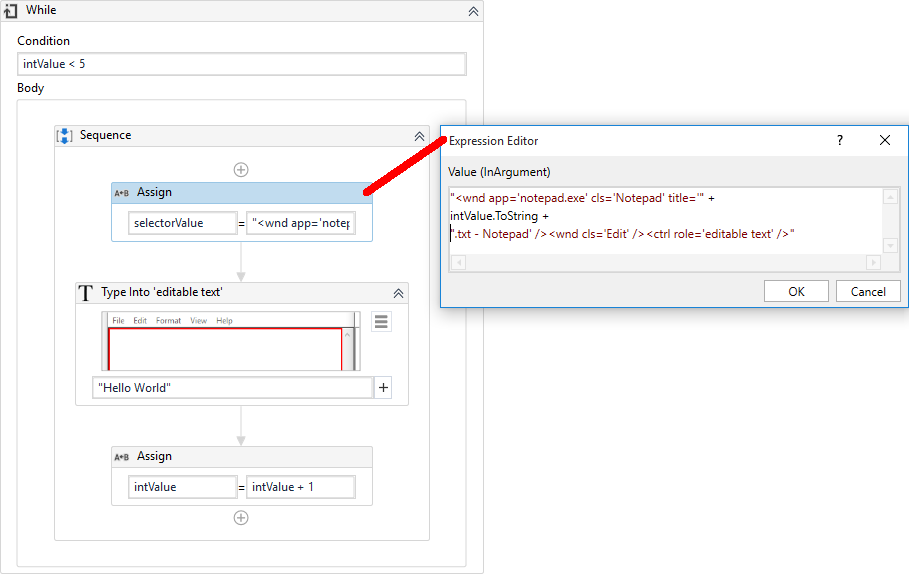 While
Condition
intValue < 5
Body
Sequence
A+B Assign
selectorValue = "<wnd app='notep
Type Into 'editable text'
File Edit Format View Help
"Hello World"
A+B Assign
intValue = intValue + 1
Expression Editor
Value (InArgument)
"<wnd app='notepad.exe' cls='Notepad' title='" +
intValue.ToString +
".txt - Notepad' /><wnd cls='Edit' /><ctrl role='editable text' />"
OK Cancel